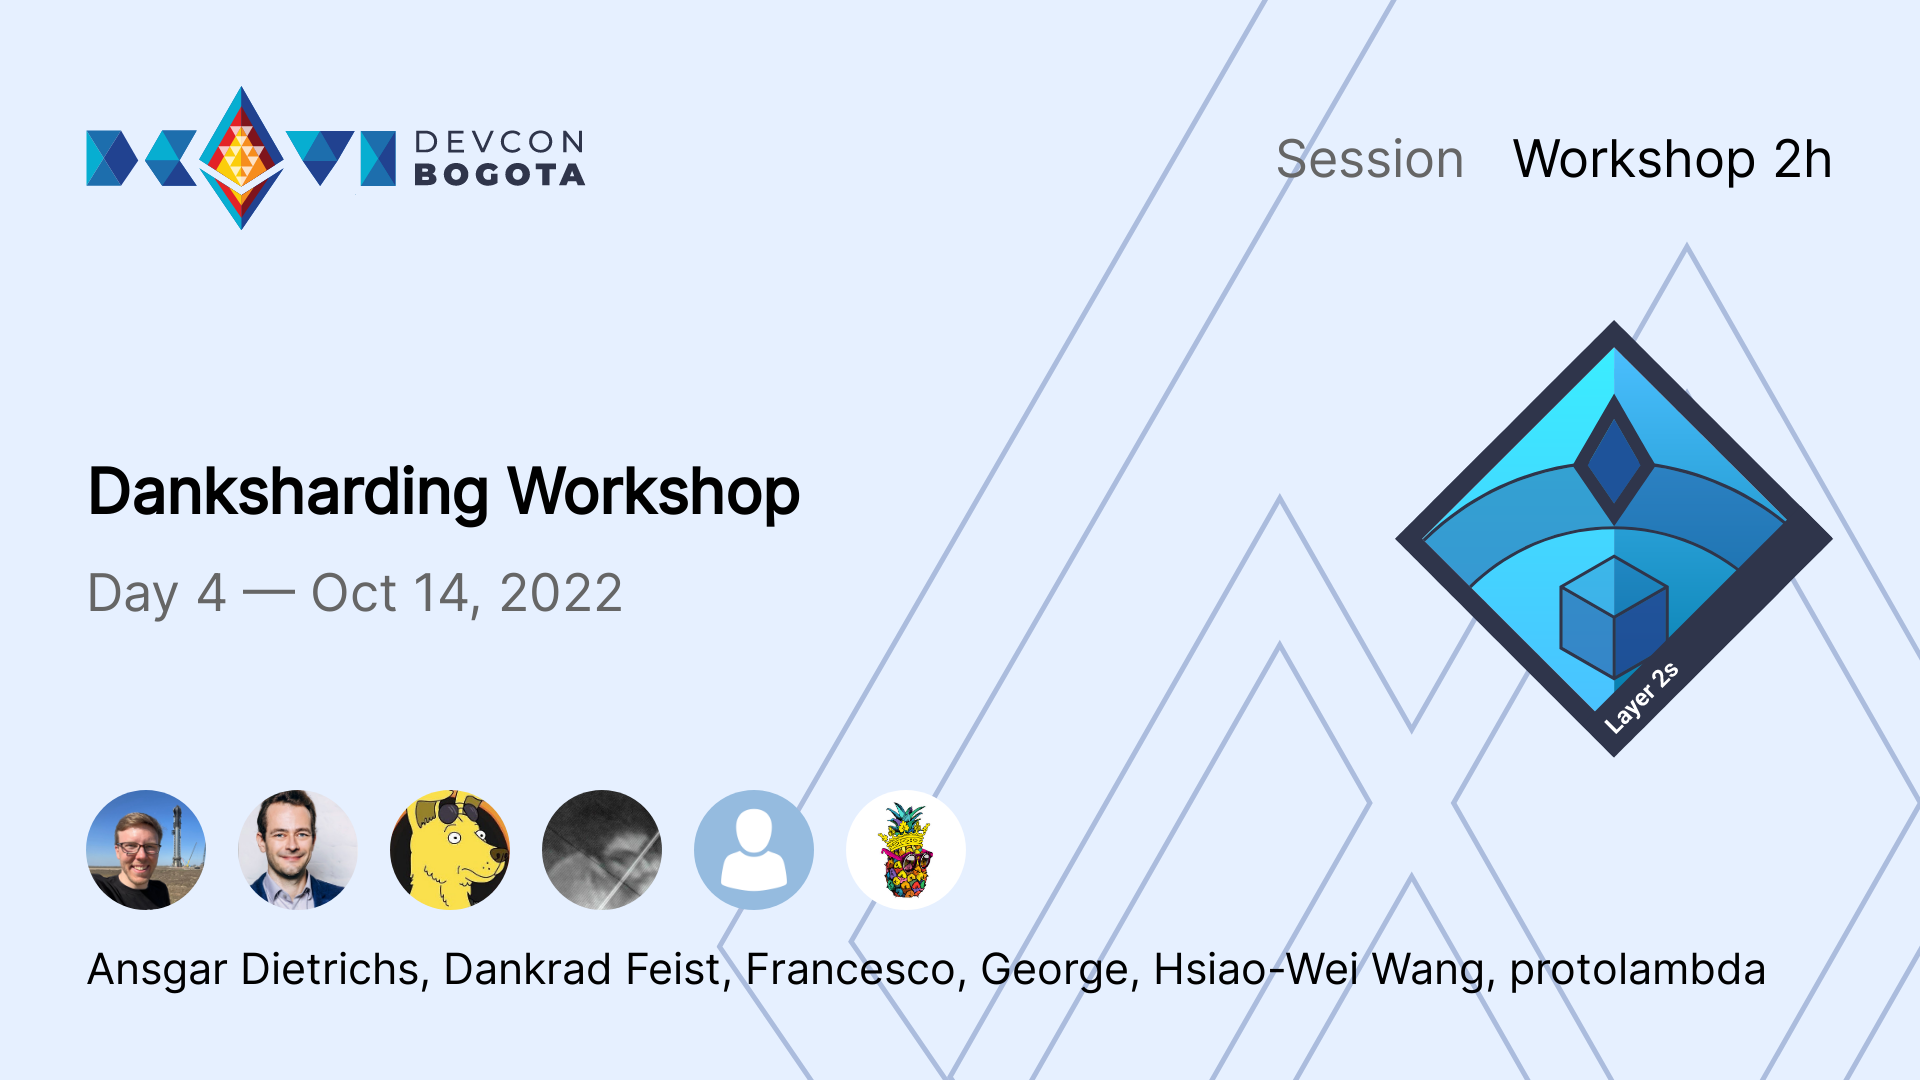 DEVCON
BOGOTA
Session Workshop 2h
Danksharding Workshop
Day 4 — Oct 14, 2022
Layer 2s
Ansgar Dietrichs, Dankrad Feist, Francesco, George, Hsiao-Wei Wang, protolambda